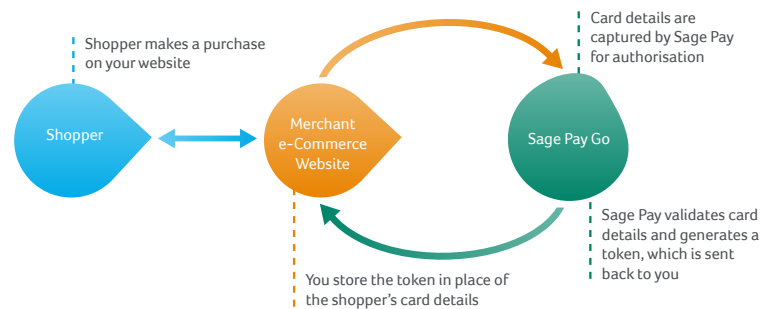 Shopper makes a purchase
on your website
Card details are
captured by Sage Pay
for authorisation
Shopper
Merchant
e-Commerce
Website
Sage Pay Go
You store the token in place of
the shopper's card details
Sage Pay validates card
details and generates a
token, which is sent
back to you